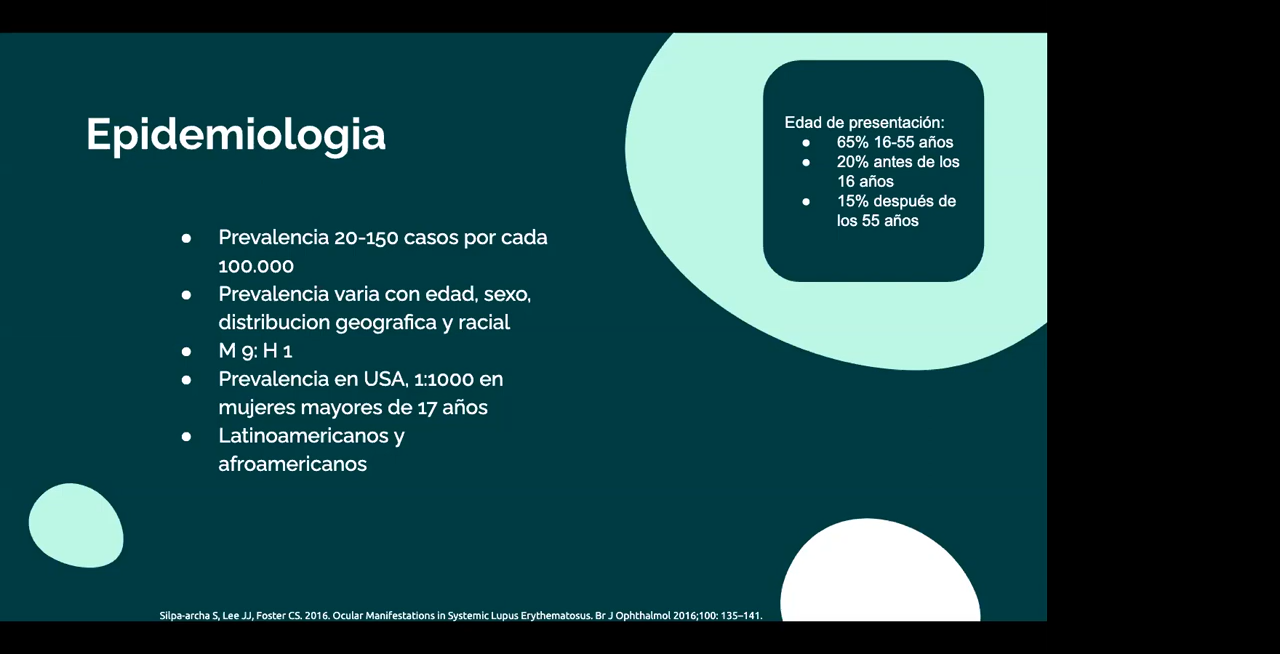 Epidemiologia
● Prevalencia 20-150 casos por cada
100.000
● Prevalencia varia con edad, sexo,
distribucion geografica y racial
● M 9: H 1
● Prevalencia en USA, 1:1000 en
mujeres mayores de 17 años
● Latinoamericanos y
afroamericanos
Edad de presentación:
● 65% 16-55 años
● 20% antes de los
16 años
● 15% después de
los 55 años
Silpa-archa S, Lee JJ, Foster CS. 2016. Ocular Manifestations in Systemic Lupus Erythematosus. Br J Ophthalmol 2016;100: 135–141.